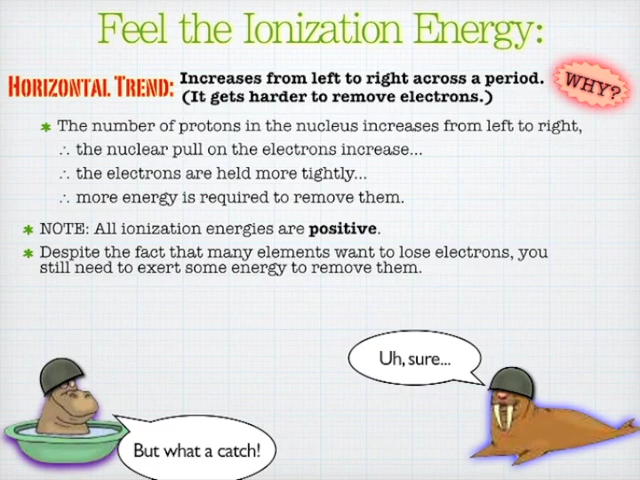 Feel the Ionization Energy:
HORIZONTAL TREND: Increases from left to right across a period.
(It gets harder to remove electrons.)
WHY?
* The number of protons in the nucleus increases from left to right,
∴ the nuclear pull on the electrons increase...
∴ the electrons are held more tightly...
∴ more energy is required to remove them.
* NOTE: All ionization energies are positive.
* Despite the fact that many elements want to lose electrons, you
still need to exert some energy to remove them.
Uh, sure...
But what a catch!